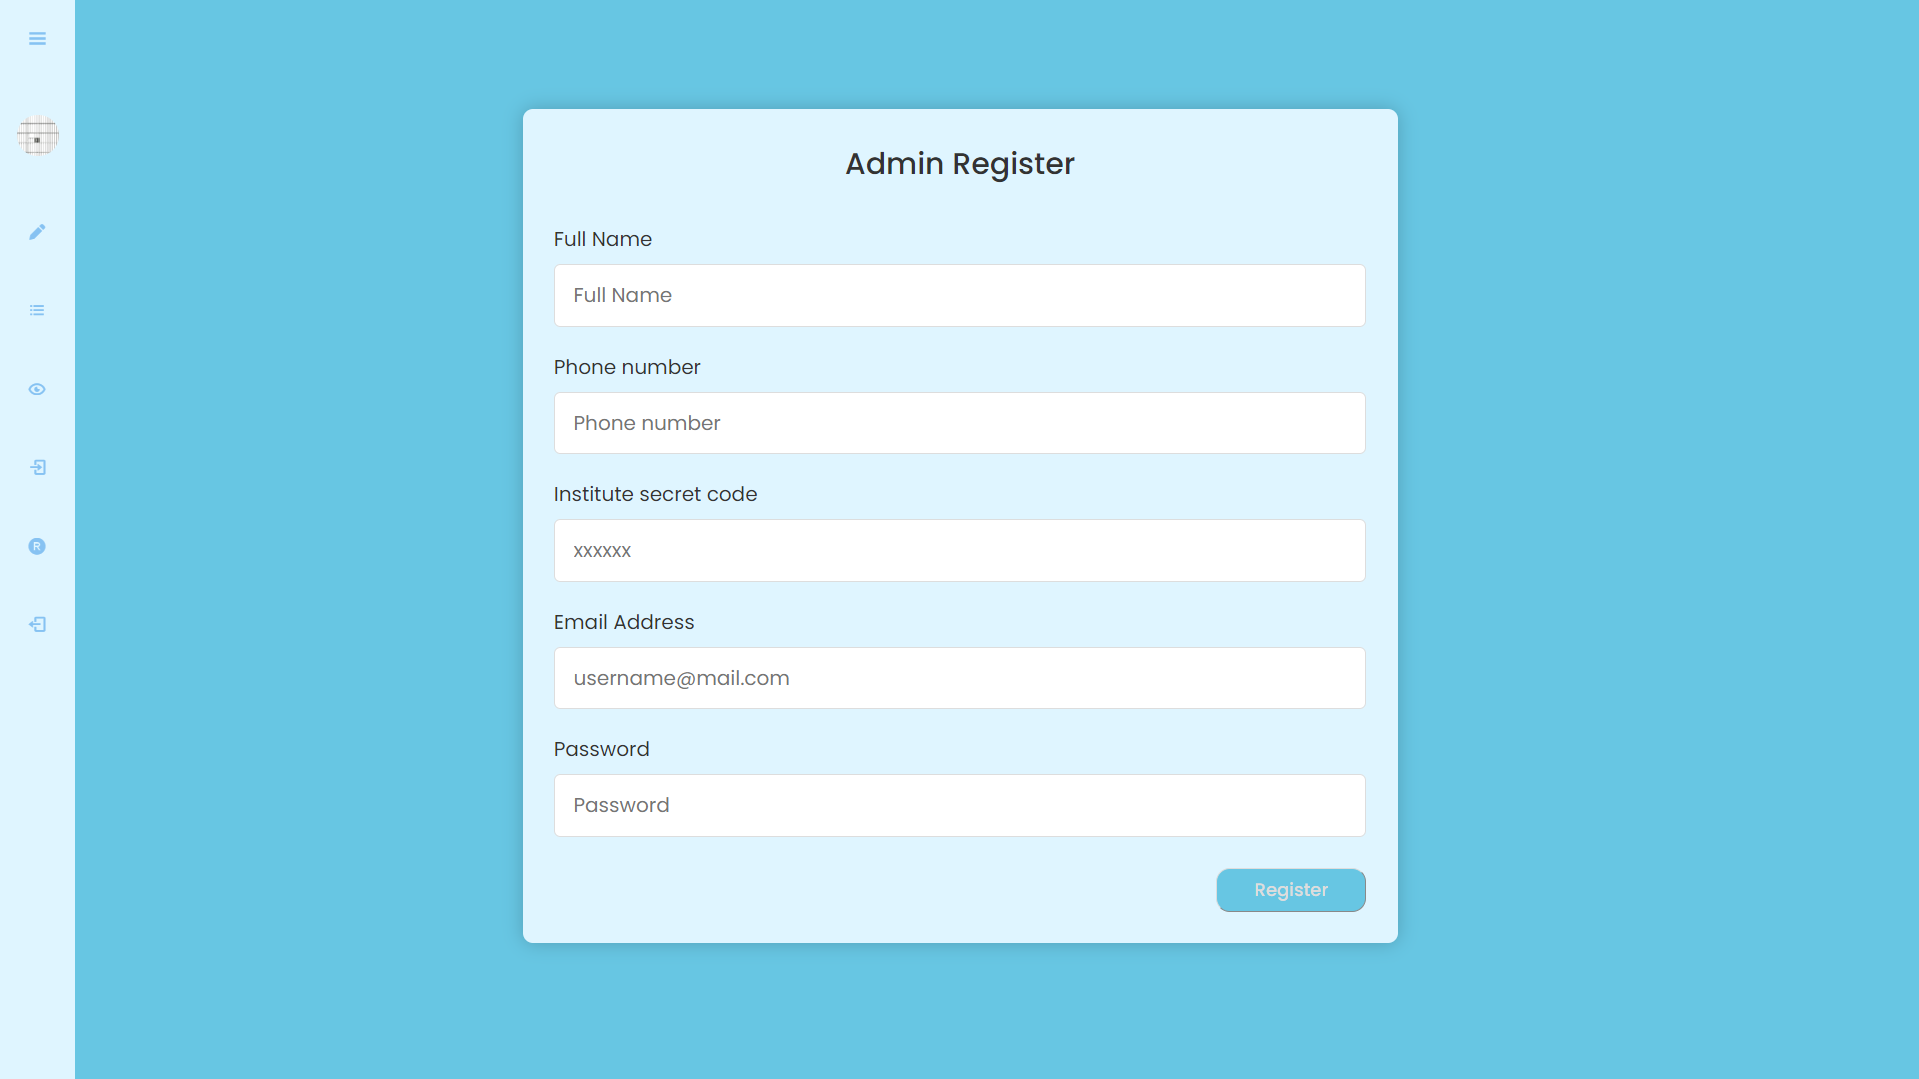 Admin Register
Full Name
Full Name
Phone number
Phone number
Institute secret code
xxxxxx
Email Address
username@mail.com
Password
Password
Register
R